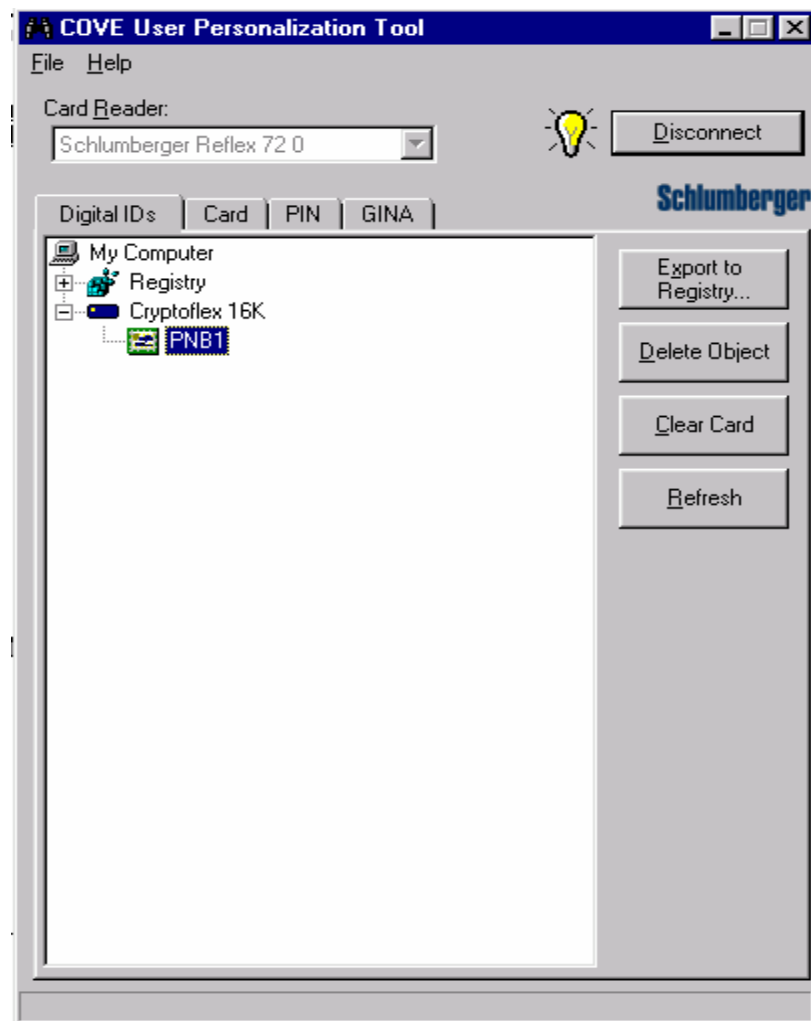 COVE User Personalization Tool
File Help
Card Reader:
Schlumberger Reflex 72 0
Disconnect
Schlumberger
Digital IDs Card PIN GINA
My Computer
Registry
Cryptoflex 16K
PNB1
Export to
Registry...
Delete Object
Clear Card
Refresh